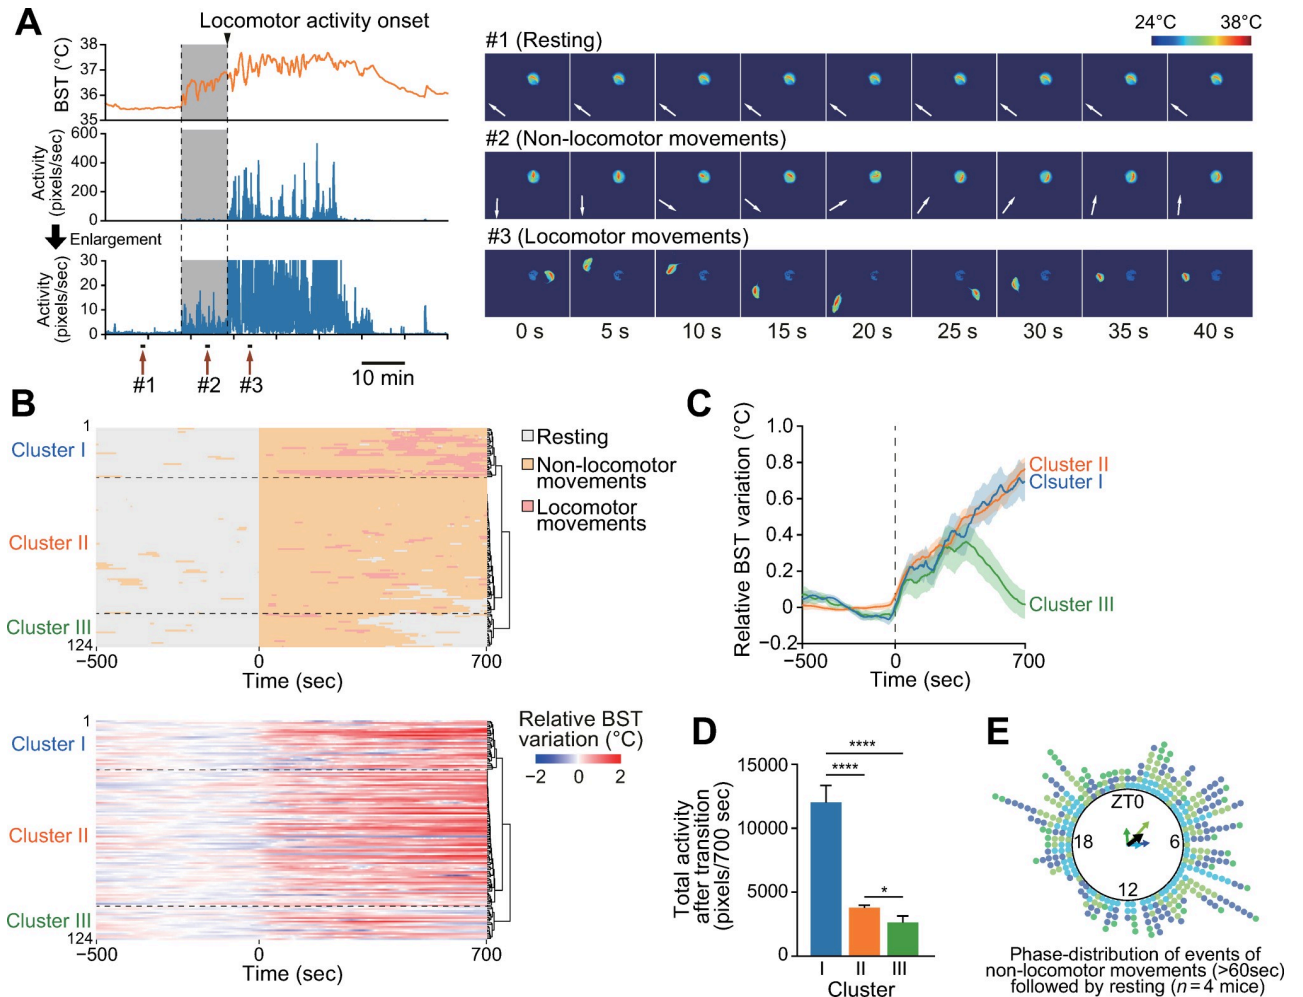 A
Locomotor activity onset
BST (°C)
38
37
36
35
Activity
(pixels/sec)
600
400
200
0
Enlargement
Activity
(pixels/sec)
30
20
10
0
#1
#2
#3
10 min
24°C
38°C
#1 (Resting)
#2 (Non-locomotor movements)
#3 (Locomotor movements)
0 s
5 s
10 s
15 s
20 s
25 s
30 s
35 s
40 s
B
1
Cluster I
Cluster II
Cluster III
124
−500
0
700
Time (sec)
Resting
Non-locomotor
movements
Locomotor
movements
1
Cluster I
Cluster II
Cluster III
124
−500
0
700
Time (sec)
Relative BST
variation (°C)
−2
0
2
C
Relative BST variation (°C)
1.0
0.8
0.6
0.4
0.2
0
−0.2
−500
0
700
Time (sec)
Cluster II
Clsuter I
Cluster III
D
Total activity
after transition
(pixels/700 sec)
15000
10000
5000
0
****
****
*
I
II
III
Cluster
E
ZT0
18
6
12
Phase-distribution of events of
non-locomotor movements (>60sec)
followed by resting (n = 4 mice)